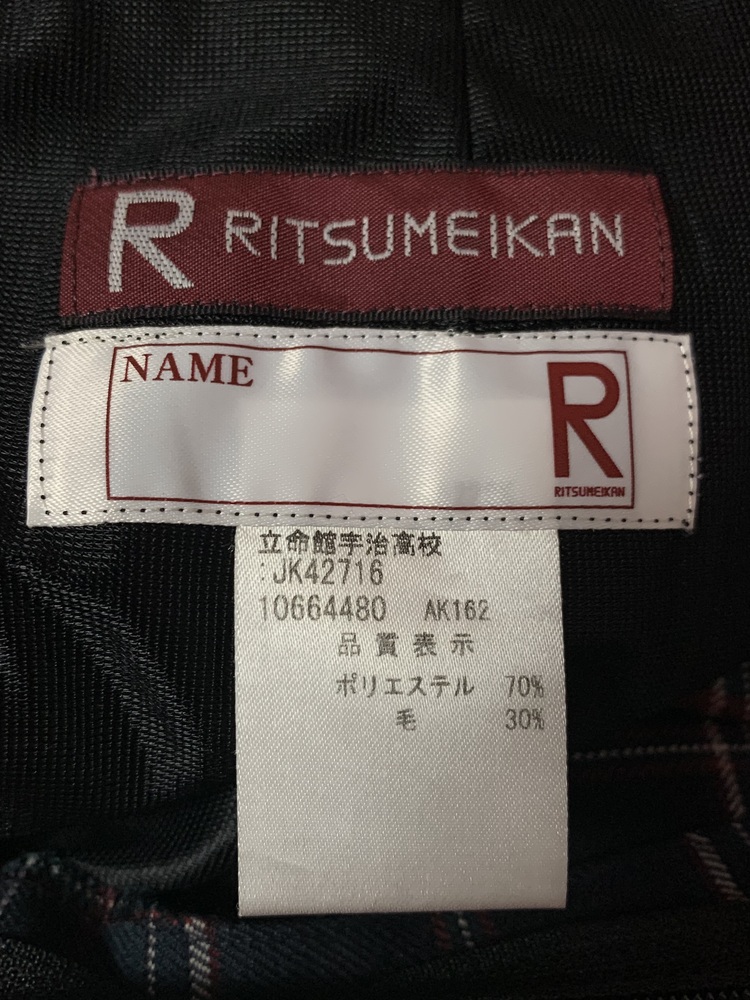 R RITSUMEIKAN
NAME
R
RITSUMEIKAN
立命館宇治高校
:JK42716
10664480 AK162
品質表示
ポリエステル 70%
毛 30%